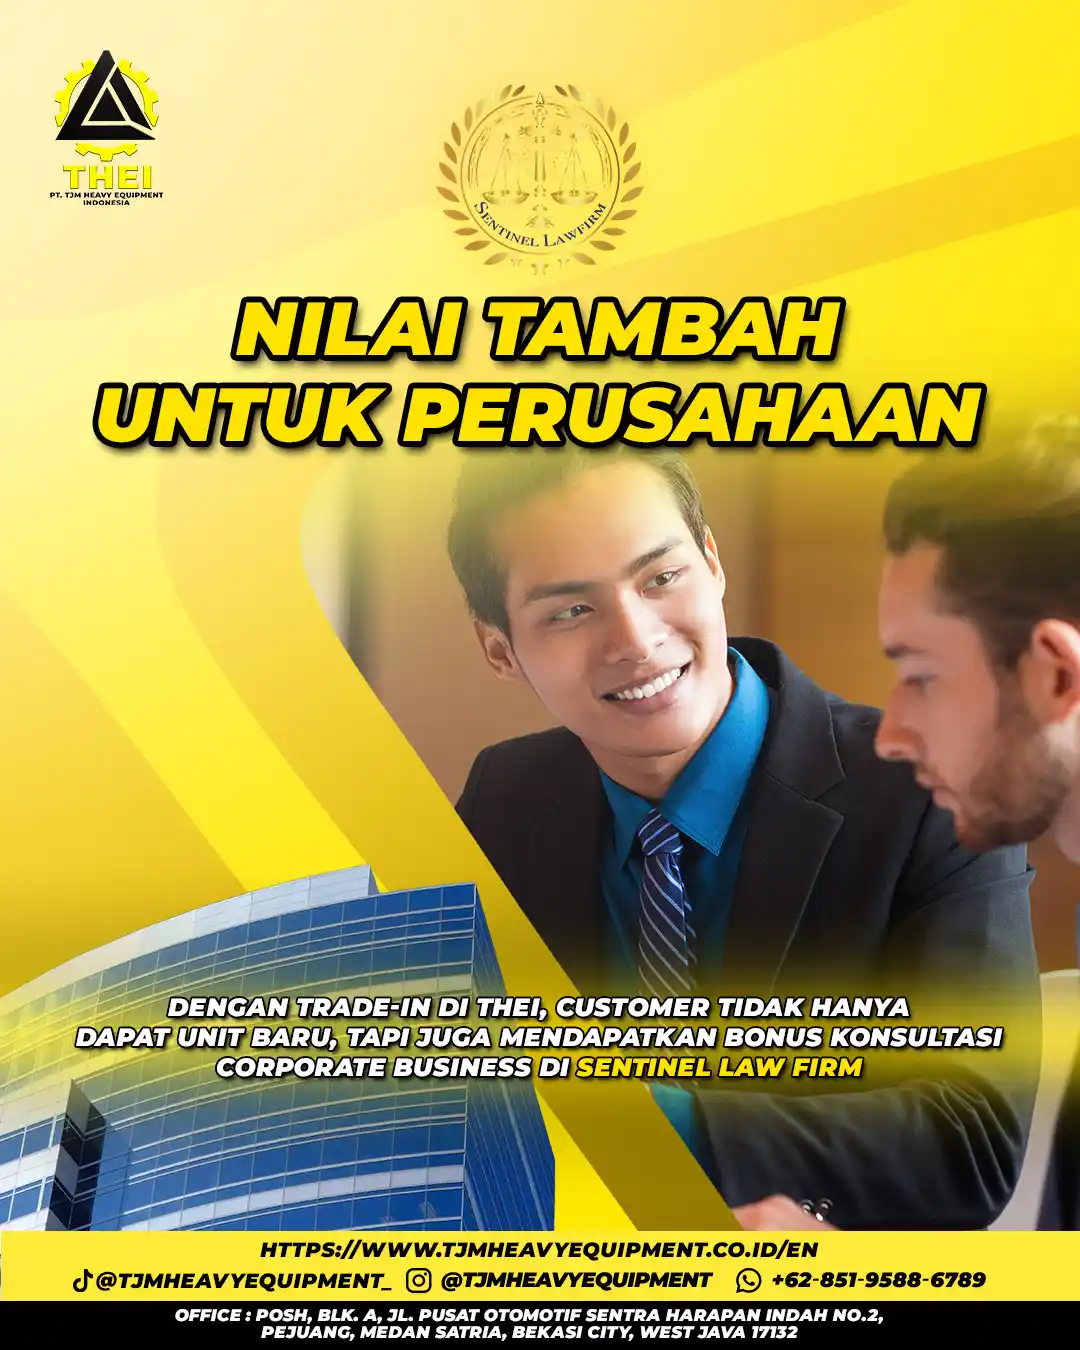 THEI
PT. TJM HEAVY EQUIPMENT
INDONESIA
SENTINEL LAWFIRM
NILAI TAMBAH
UNTUK PERUSAHAAN
DENGAN TRADE-IN DI THEI, CUSTOMER TIDAK HANYA
DAPAT UNIT BARU, TAPI JUGA MENDAPATKAN BONUS KONSULTASI
CORPORATE BUSINESS DI SENTINEL LAW FIRM
HTTPS://WWW.TJMHEAVYEQUIPMENT.CO.ID/EN
@TJMHEAVYEQUIPMENT_ @TJMHEAVYEQUIPMENT +62-851-9588-6789
OFFICE : POSH, BLK. A, JL. PUSAT OTOMOTIF SENTRA HARAPAN INDAH NO.2,
PEJUANG, MEDAN SATRIA, BEKASI CITY, WEST JAVA 17132